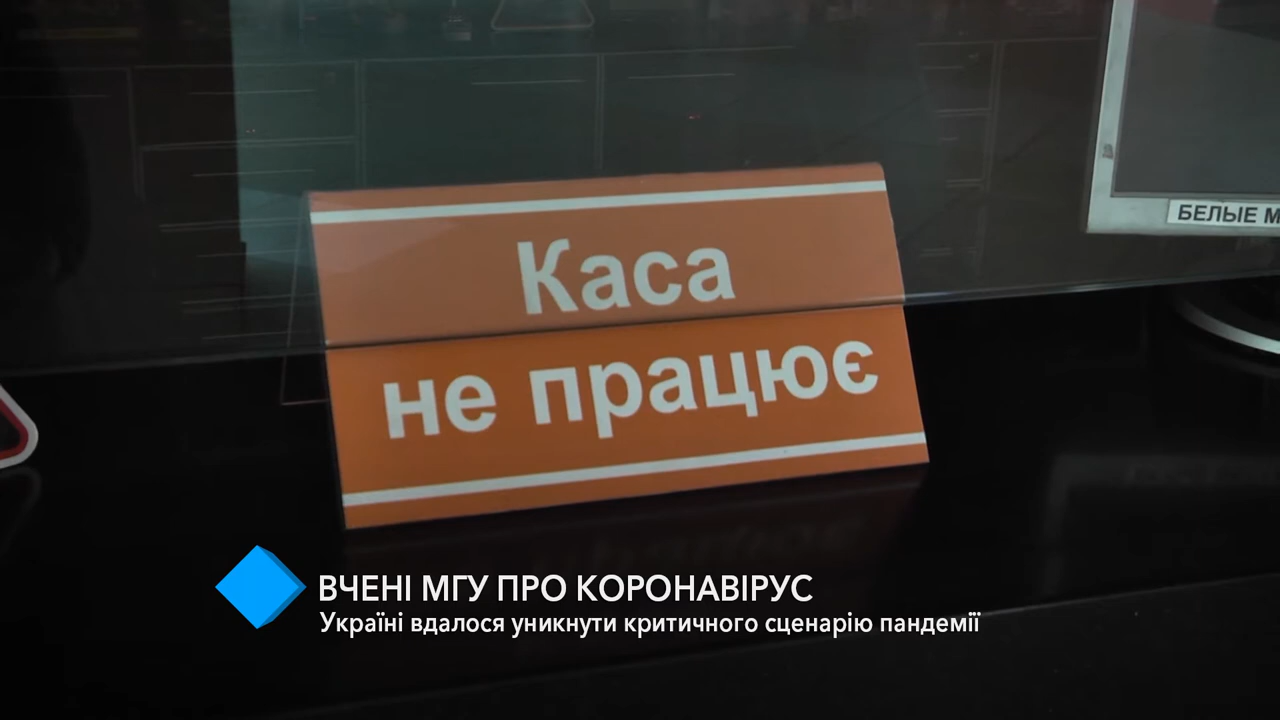 БЕЛЫЕ
Каса
не працює
ВЧЕНІ МГУ ПРО КОРОНАВІРУС
Україні вдалося уникнути критичного сценарію пандемії